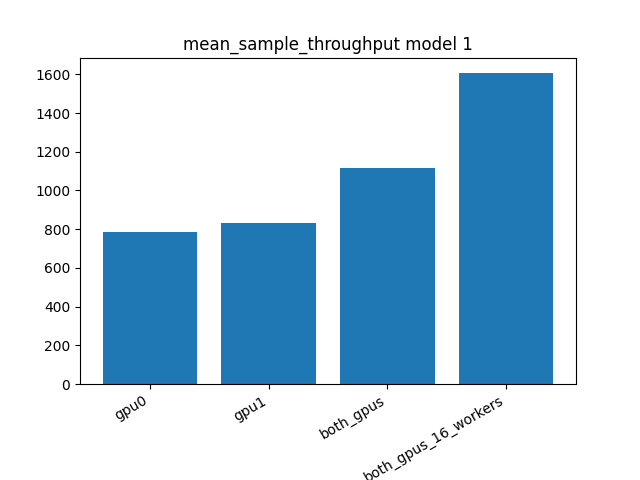 mean_sample_throughput model 1
1600
1400
1200
1000
800
600
400
200
0
gpu0
gpu1
both_gpus
both_gpus_16_workers